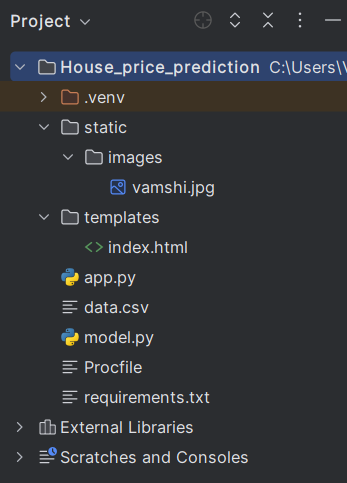 Project
House_price_prediction C:\Users\V
.venv
static
images
vamshi.jpg
templates
index.html
app.py
data.csv
model.py
Procfile
requirements.txt
External Libraries
Scratches and Consoles